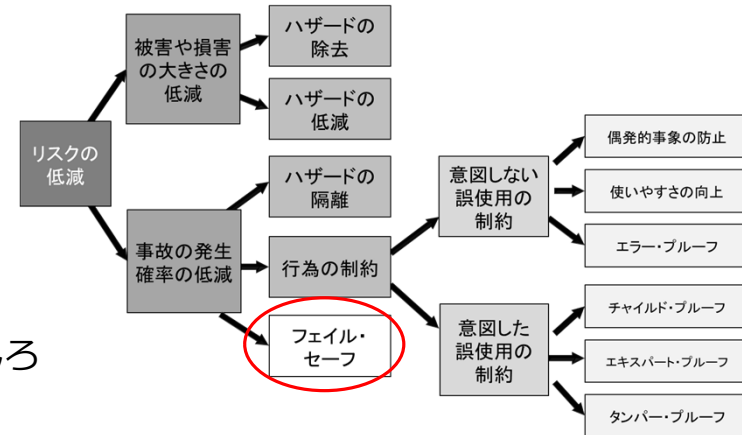 リスクの
低減
被害や損害
の大きさの
低減
ハザードの
除去
ハザードの
低減
事故の発生
確率の低減
ハザードの
隔離
行為の制約
フェイル・
セーフ
意図しない
誤使用の
制約
偶発的事象の防止
使いやすさの向上
エラー・プルーフ
意図した
誤使用の
制約
チャイルド・プルーフ
エキスパート・プルーフ
タンパー・プルーフ
ろ